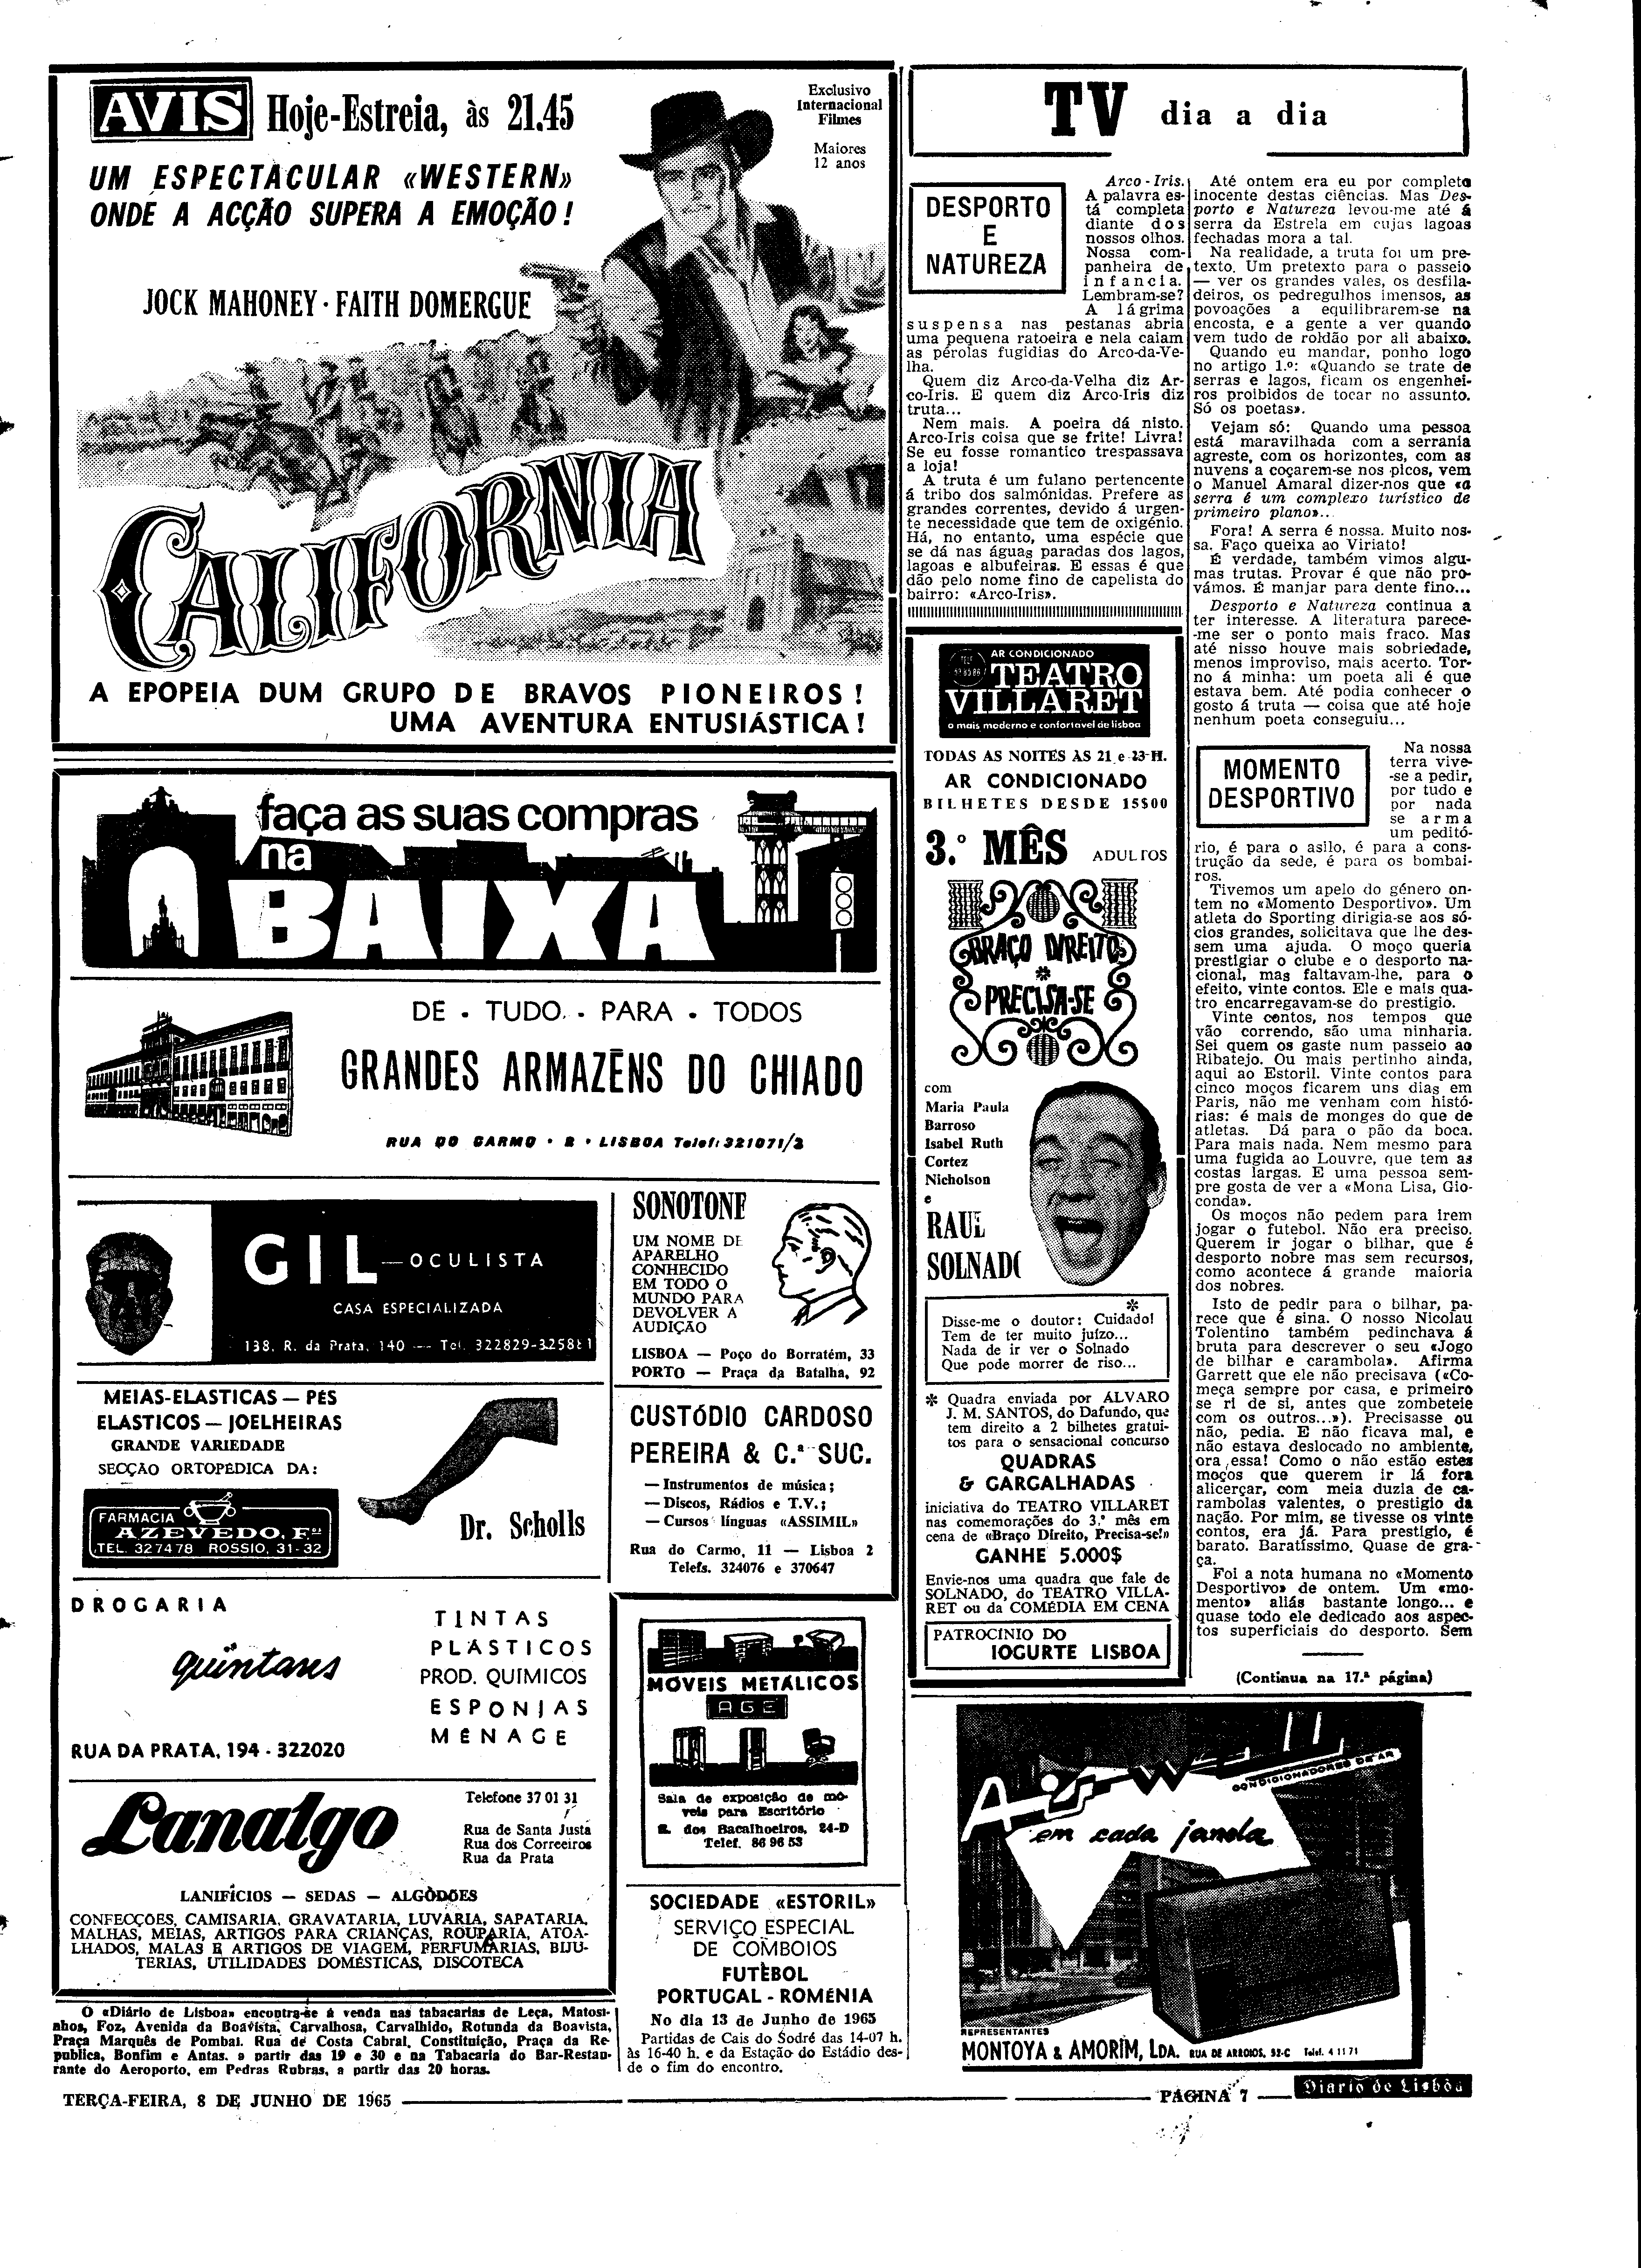 AVIS
Hoje-Estreia, às 21.45
Exclusivo
Internacional
Filmes
Maiores
12 anos
UM ESPECTACULAR «WESTERN»
ONDE A ACÇÃO SUPERA A EMOÇÃO!
JOCK MAHONEY · FAITH DOMERGUE
CALIFORNIA
A EPOPEIA DUM GRUPO DE BRAVOS PIONEIROS!
UMA AVENTURA ENTUSIÁSTICA!
faça as suas compras
na
BAIXA
DE · TUDO · PARA · TODOS
GRANDES ARMAZÉNS DO CHIADO
RUA DO CARMO · 2 · LISBOA Telef: 321071/2
GIL — OCULISTA
CASA ESPECIALIZADA
138, R. da Prata, 140 — Tel. 322829-325881
SONOTONE
UM NOME DE
APARELHO
CONHECIDO
EM TODO O
MUNDO PARA
DEVOLVER A
AUDIÇÃO
LISBOA — Poço do Borratém, 33
PORTO — Praça da Batalha, 92
MEIAS-ELASTICAS — PÉS
ELASTICOS — JOELHEIRAS
GRANDE VARIEDADE
SECÇÃO ORTOPÉDICA DA:
FARMACIA
AZEVEDO, F.os
TEL. 327478 ROSSIO, 31-32
Dr. Scholls
CUSTÓDIO CARDOSO
PEREIRA & C.ª SUC.
— Instrumentos de música;
— Discos, Rádios e T.V.;
— Cursos línguas «ASSIMIL»
Rua do Carmo, 11 — Lisboa 2
Telefs. 324076 e 370647
DROGARIA
quintans
TINTAS
PLÁSTICOS
PROD. QUIMICOS
ESPONJAS
MÉNAGE
RUA DA PRATA, 194 - 322020
MÓVEIS METÁLICOS
AGE
Sala de exposição de mó-
veis para Escritório
R. dos Bacalhoeiros, 24-D
Telef. 86 96 53
Lanalgo
Telefone 37 01 31
Rua de Santa Justa
Rua dos Correeiros
Rua da Prata
LANIFÍCIOS — SEDAS — ALGODÕES
CONFECÇÕES, CAMISARIA, GRAVATARIA, LUVARIA, SAPATARIA,
MALHAS, MEIAS, ARTIGOS PARA CRIANÇAS, ROUPARIA, ATOA-
LHADOS, MALAS E ARTIGOS DE VIAGEM, PERFUMARIAS, BIJU-
TERIAS, UTILIDADES DOMÉSTICAS, DISCOTECA
SOCIEDADE «ESTORIL»
SERVIÇO ESPECIAL
DE COMBOIOS
FUTEBOL
PORTUGAL - ROMÉNIA
No dia 13 de Junho de 1965
Partidas de Cais do Sodré das 14-07 h.
às 16-40 h. e da Estação do Estádio des-
de o fim do encontro.
O «Diário de Lisboa» encontra-se á venda nas tabacarias de Leça, Matosi-
nhos, Foz, Avenida da Boavista, Carvalhosa, Carvalhido, Rotunda da Boavista,
Praça Marquês de Pombal, Rua de Costa Cabral, Constituição, Praça da Re-
publica, Bonfim e Antas, a partir das 19 e 30 e na Tabacaria do Bar-Restau-
rante do Aeroporto, em Pedras Rubras, a partir das 20 horas.
TV dia a dia
DESPORTO
E
NATUREZA
Arco-Iris.
A palavra es-
tá completa
diante dos
nossos olhos.
Nossa com-
panheira de
infancia.
Lembram-se?
A lágrima
suspensa nas pestanas abria
uma pequena ratoeira e nela caiam
as pérolas fugidias do Arco-da-Ve-
lha.
Quem diz Arco-da-Velha diz Ar-
co-Iris. E quem diz Arco-Iris diz
truta...
Nem mais. A poeira dá nisto.
Arco-Iris coisa que se frite! Livra!
Se eu fosse romantico trespassava
a loja!
A truta é um fulano pertencente
á tribo dos salmónidas. Prefere as
grandes correntes, devido á urgen-
te necessidade que tem de oxigénio.
Há, no entanto, uma espécie que
se dá nas águas paradas dos lagos,
lagoas e albufeiras. E essas é que
dão pelo nome fino de capelista do
bairro: «Arco-Iris».
Até ontem era eu por completo
inocente destas ciências. Mas Des-
porto e Natureza levou-me até á
serra da Estrela em cujas lagoas
fechadas mora a tal.
Na realidade, a truta foi um pre-
texto. Um pretexto para o passeio
— ver os grandes vales, os desfila-
deiros, os pedregulhos imensos, as
povoações a equilibrarem-se na
encosta, e a gente a ver quando
vem tudo de roldão por ali abaixo.
Quando eu mandar, ponho logo
no artigo 1.º: «Quando se trate de
serras e lagos, ficam os engenhei-
ros proibidos de tocar no assunto.
Só os poetas».
Vejam só: Quando uma pessoa
está maravilhada com a serrania
agreste, com os horizontes, com as
nuvens a coçarem-se nos picos, vem
o Manuel Amaral dizer-nos que «a
serra é um complexo turístico de
primeiro plano»...
Fora! A serra é nossa. Muito nos-
sa. Faço queixa ao Viriato!
É verdade, também vimos algu-
mas trutas. Provar é que não pro-
vámos. É manjar para dente fino...
Desporto e Natureza continua a
ter interesse. A literatura parece-
-me ser o ponto mais fraco. Mas
até nisso houve mais sobriedade,
menos improviso, mais acerto. Tor-
no á minha: um poeta ali é que
estava bem. Até podia conhecer o
gosto á truta — coisa que até hoje
nenhum poeta conseguiu...
MOMENTO
DESPORTIVO
Na nossa
terra vive-
-se a pedir,
por tudo e
por nada
se arma
um peditó-
rio, é para o asilo, é para a cons-
trução da sede, é para os bombai-
ros.
Tivemos um apelo do género on-
tem no «Momento Desportivo». Um
atleta do Sporting dirigia-se aos só-
cios grandes, solicitava que lhe des-
sem uma ajuda. O moço queria
prestigiar o clube e o desporto na-
cional, mas faltavam-lhe, para o
efeito, vinte contos. Ele e mais qua-
tro encarregavam-se do prestigio.
Vinte contos, nos tempos que
vão correndo, são uma ninharia.
Sei quem os gaste num passeio ao
Ribatejo. Ou mais pertinho ainda,
aqui ao Estoril. Vinte contos para
cinco moços ficarem uns dias em
Paris, não me venham com histó-
rias: é mais de monges do que de
atletas. Dá para o pão da boca.
Para mais nada. Nem mesmo para
uma fugida ao Louvre, que tem as
costas largas. E uma pessoa sem-
pre gosta de ver a «Mona Lisa, Gio-
conda».
Os moços não pedem para irem
jogar o futebol. Não era preciso.
Querem ir jogar o bilhar, que é
desporto nobre mas sem recursos,
como acontece á grande maioria
dos nobres.
Isto de pedir para o bilhar, pa-
rece que é sina. O nosso Nicolau
Tolentino também pedinchava á
bruta para descrever o seu «Jogo
de bilhar e carambola». Afirma
Garrett que ele não precisava («Co-
meça sempre por casa, e primeiro
se ri de si, antes que zombeteie
com os outros...»). Precisasse ou
não, pedia. E não ficava mal, e
não estava deslocado no ambiente,
ora essa! Como o não estão estes
moços que querem ir lá fora
alicerçar, com meia duzia de ca-
rambolas valentes, o prestigio da
nação. Por mim, se tivesse os vinte
contos, era já. Para prestigio, é
barato. Baratíssimo. Quase de gra-
ça.
Foi a nota humana no «Momento
Desportivo» de ontem. Um «mo-
mento» aliás bastante longo... e
quase todo ele dedicado aos aspec-
tos superficiais do desporto. Sem
(Continua na 17.ª página)
AR CONDICIONADO
TEATRO
VILLARET
o mais moderno e confortável de lisboa
TODAS AS NOITES ÀS 21 e 23 H.
AR CONDICIONADO
BILHETES DESDE 15$00
3.º MÊS ADULTOS
BRAÇO DIREITO
*
PRECISA-SE
com
Maria Paula
Barroso
Isabel Ruth
Cortez
Nicholson
e
RAUL
SOLNADO
*
Disse-me o doutor: Cuidado!
Tem de ter muito juízo...
Nada de ir ver o Solnado
Que pode morrer de riso...
* Quadra enviada por ALVARO
J. M. SANTOS, do Dafundo, que
tem direito a 2 bilhetes gratui-
tos para o sensacional concurso
QUADRAS
& GARGALHADAS
iniciativa do TEATRO VILLARET
nas comemorações do 3.º mês em
cena de «Braço Direito, Precisa-se!»
GANHE 5.000$
Envie-nos uma quadra que fale de
SOLNADO, do TEATRO VILLA-
RET ou da COMÉDIA EM CENA
PATROCÍNIO DO
IOGURTE LISBOA
Airwell
CONDICIONADORES DE AR
em cada janela
REPRESENTANTES
MONTOYA & AMORIM, LDA. RUA DE ARROIOS, 92-C Telef. 4 11 71
TERÇA-FEIRA, 8 DE JUNHO DE 1965
PÁGINA 7
Diario de Lisboa